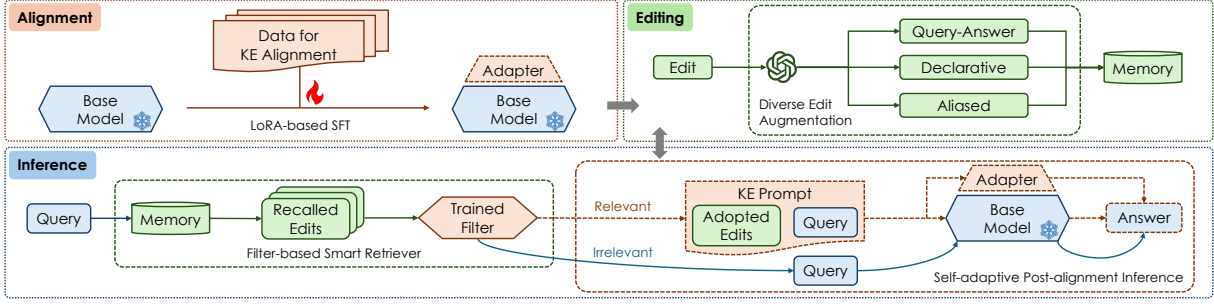 Alignment
Data for
KE Alignment
Base
Model
LoRA-based SFT
Adapter
Base
Model
Editing
Edit
Diverse Edit
Augmentation
Query-Answer
Declarative
Aliased
Memory
Inference
Query
Memory
Recalled
Edits
Trained
Filter
Filter-based Smart Retriever
Relevant
Irrelevant
KE Prompt
Adopted
Edits
Query
Query
Adapter
Base
Model
Answer
Self-adaptive Post-alignment Inference